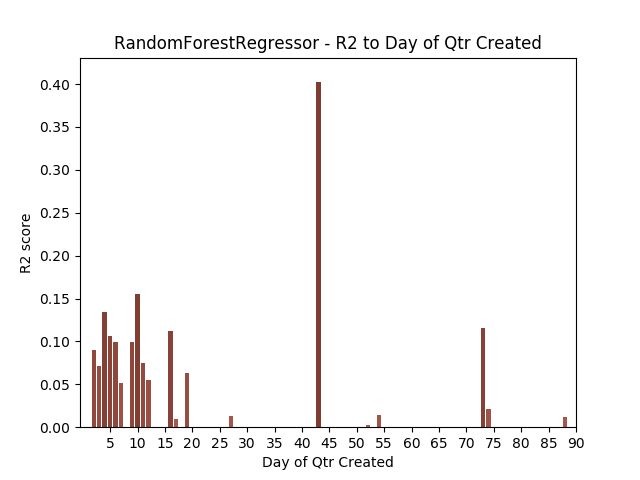 RandomForestRegressor - R2 to Day of Qtr Created
0.40
0.35
0.30
0.25
0.20
0.15
0.10
0.05
0.00
R2 score
5 10 15 20 25 30 35 40 45 50 55 60 65 70 75 80 85 90
Day of Qtr Created